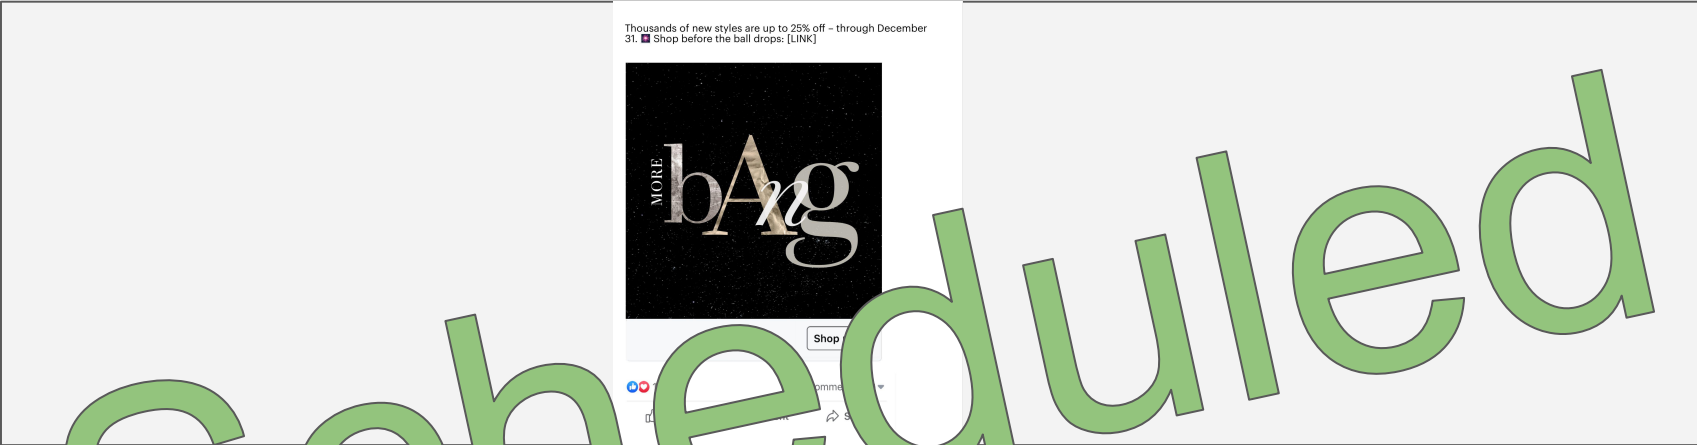 Thousands of new styles are up to 25% off – through December
31. 🎆 Shop before the ball drops: [LINK]
MORE
bAng
Shop
Scheduled